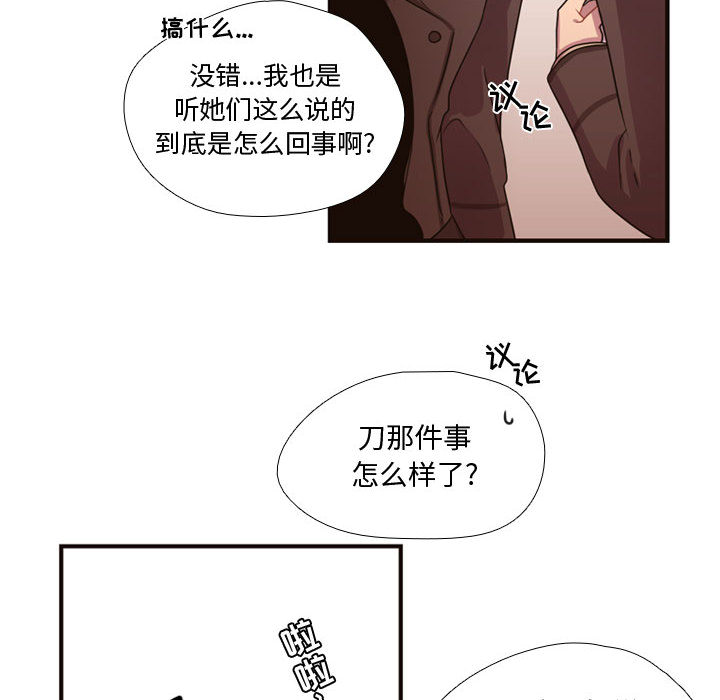 搞什么...
没错...我也是
听她们这么说的
到底是怎么回事啊?
议论
议论
刀那件事
怎么样了?
啦啦